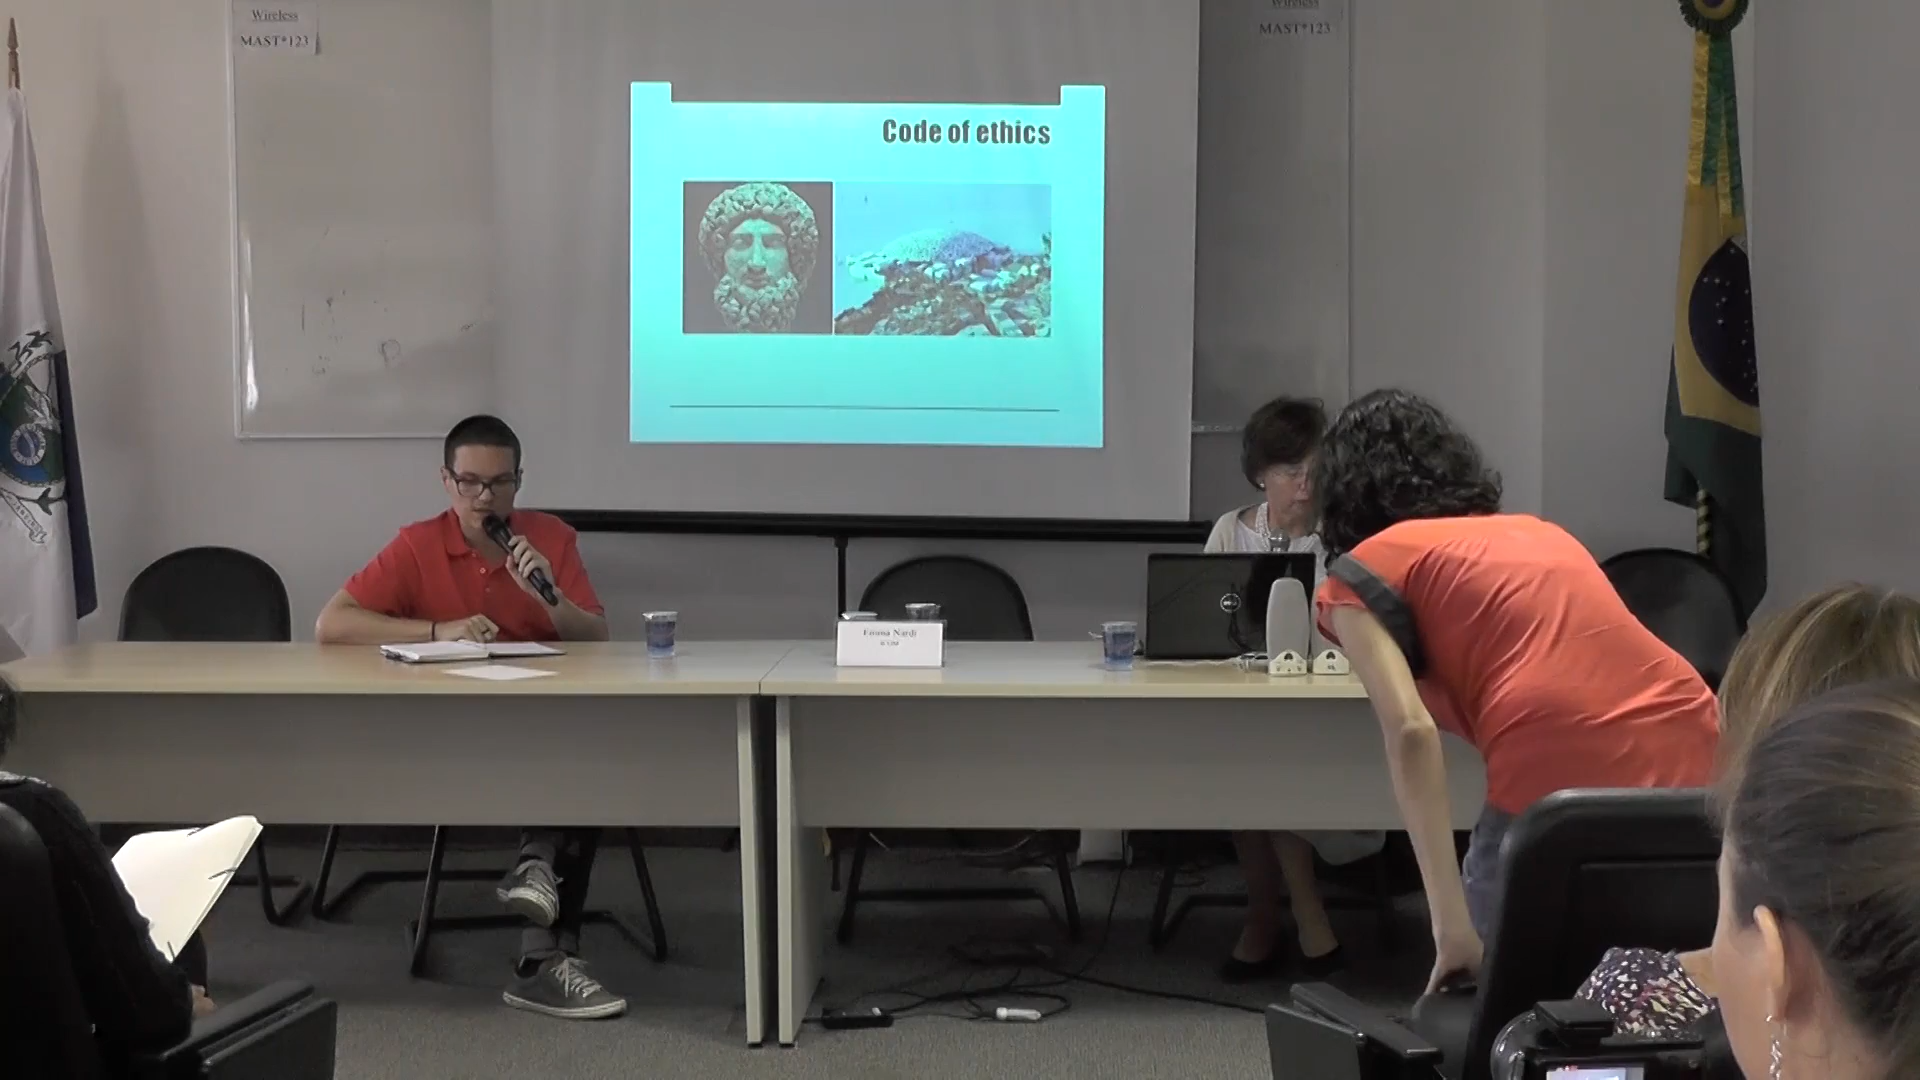 Wireless
MAST*123
Wireless
MAST*123
Code of ethics
Emma Nardi